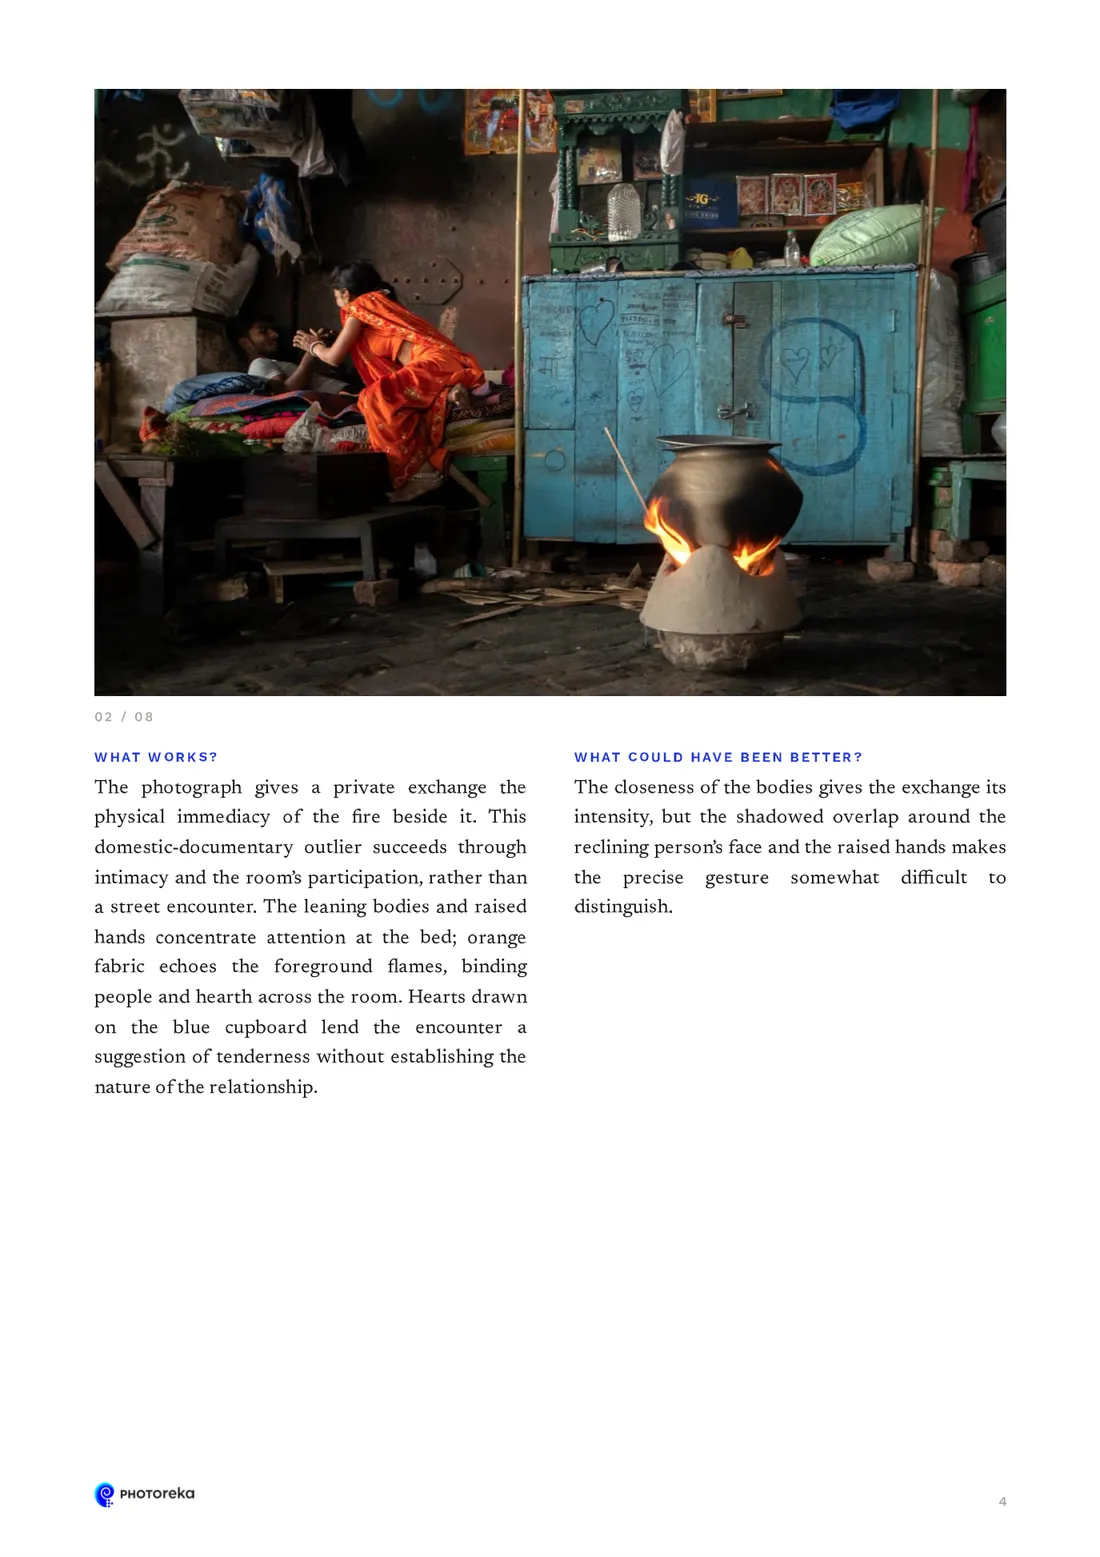 IG
02 / 08
WHAT WORKS?
The photograph gives a private exchange the
physical immediacy of the fire beside it. This
domestic-documentary outlier succeeds through
intimacy and the room’s participation, rather than
a street encounter. The leaning bodies and raised
hands concentrate attention at the bed; orange
fabric echoes the foreground flames, binding
people and hearth across the room. Hearts drawn
on the blue cupboard lend the encounter a
suggestion of tenderness without establishing the
nature of the relationship.
WHAT COULD HAVE BEEN BETTER?
The closeness of the bodies gives the exchange its
intensity, but the shadowed overlap around the
reclining person’s face and the raised hands makes
the precise gesture somewhat difficult to
distinguish.
PHOTOreka
4